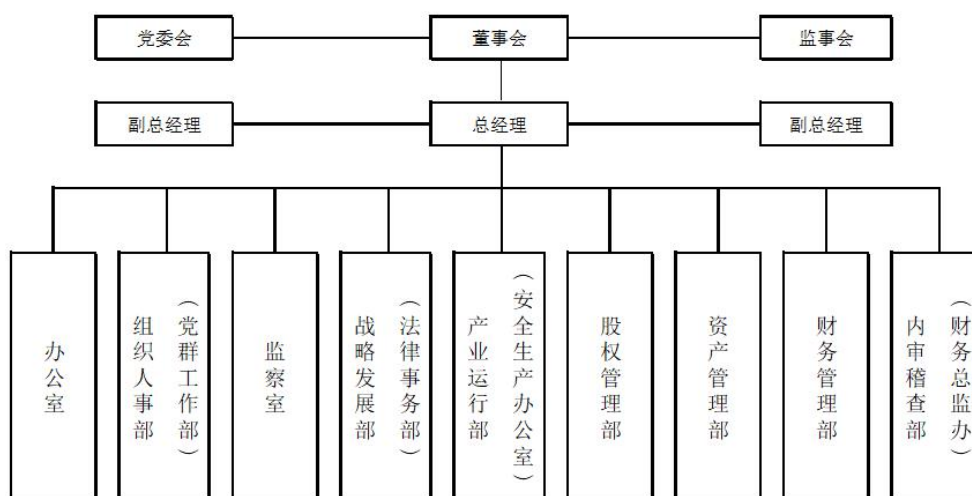 党委会
董事会
监事会
副总经理
总经理
副总经理
办公室
组织人事部
（党群工作部）
监察室
战略发展部
（法律事务部）
产业运行部
（安全生产办公室）
股权管理部
资产管理部
财务管理部
内审稽查部
（财务总监办）